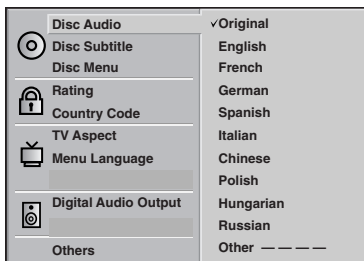 Disc Audio
Disc Subtitle
Disc Menu
Rating
Country Code
TV Aspect
Menu Language
Digital Audio Output
Others
✓Original
English
French
German
Spanish
Italian
Chinese
Polish
Hungarian
Russian
Other — — — —